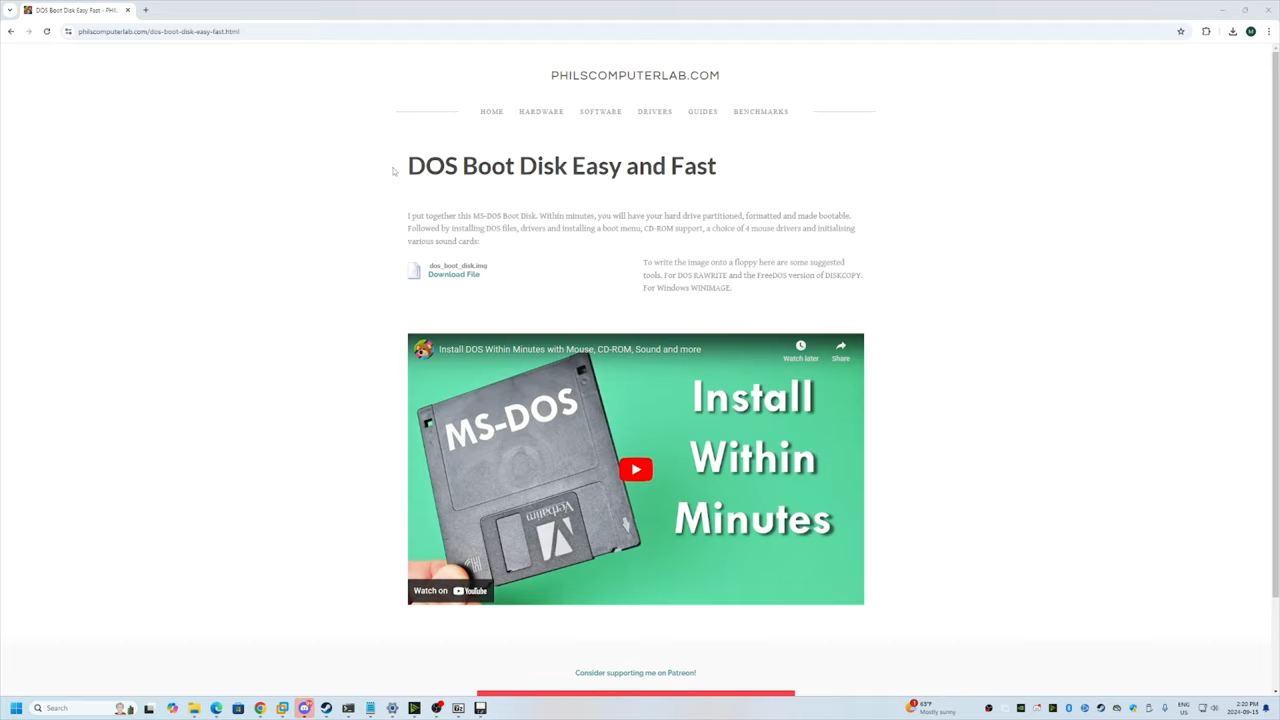 DOS Boot Disk Easy Fast - PHIL
philscomputerlab.com/dos-boot-disk-easy-fast.html
M
PHILSCOMPUTERLAB.COM
HOME HARDWARE SOFTWARE DRIVERS GUIDES BENCHMARKS
DOS Boot Disk Easy and Fast
I put together this MS-DOS Boot Disk. Within minutes, you will have your hard drive partitioned, formatted and made bootable.
Followed by installing DOS files, drivers and installing a boot menu, CD-ROM support, a choice of 4 mouse drivers and initialising
various sound cards:
dos_boot_disk.img
Download File
To write the image onto a floppy here are some suggested
tools. For DOS RAWRITE and the FreeDOS version of DISKCOPY.
For Windows WINIMAGE.
Install DOS Within Minutes with Mouse, CD-ROM, Sound and more
Watch later
Share
MS-DOS
Install
Within
Minutes
Verbatim
Watch on YouTube
Consider supporting me on Patreon!
Search
63°F
Mostly sunny
ENG
US
2:20 PM
2024-09-15